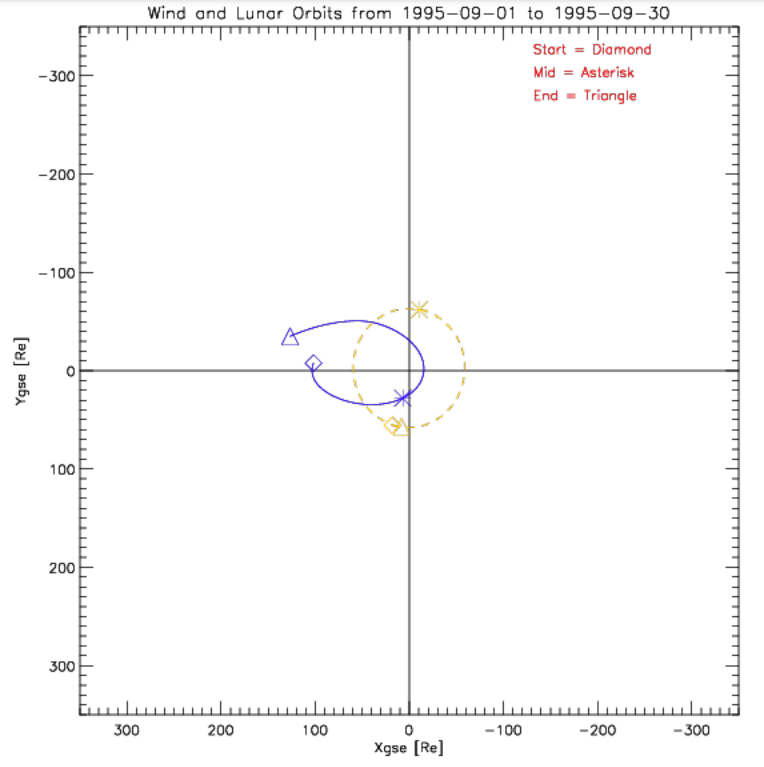 Wind and Lunar Orbits from 1995-09-01 to 1995-09-30
Start = Diamond
Mid = Asterisk
End = Triangle
-300
-200
-100
0
100
200
300
Ygse [Re]
300 200 100 0 -100 -200 -300
Xgse [Re]